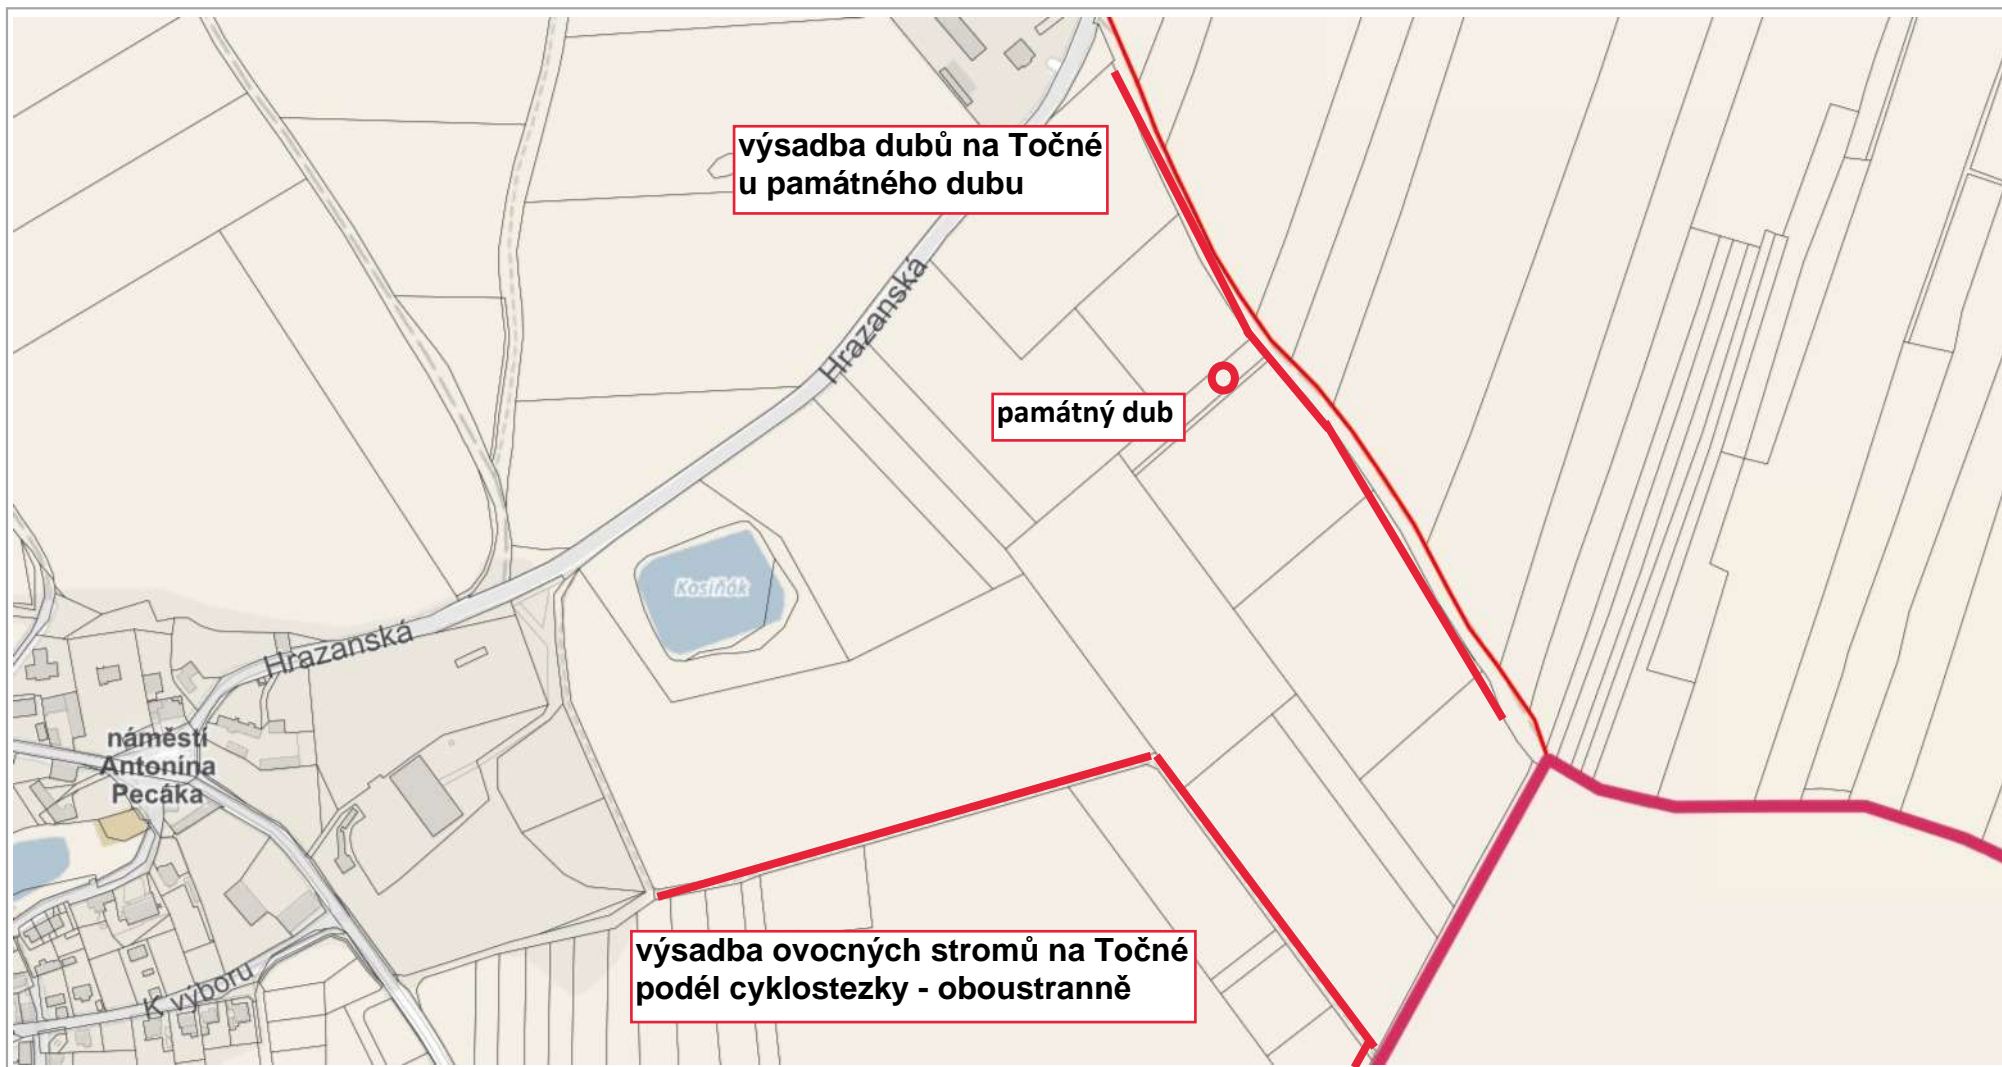 výsadba dubů na Točné
u památného dubu
Hrazanská
památný dub
Kosiňák
Hrazanská
náměstí
Antonína
Pecáka
výsadba ovocných stromů na Točné
podél cyklostezky - oboustranně
K výboru